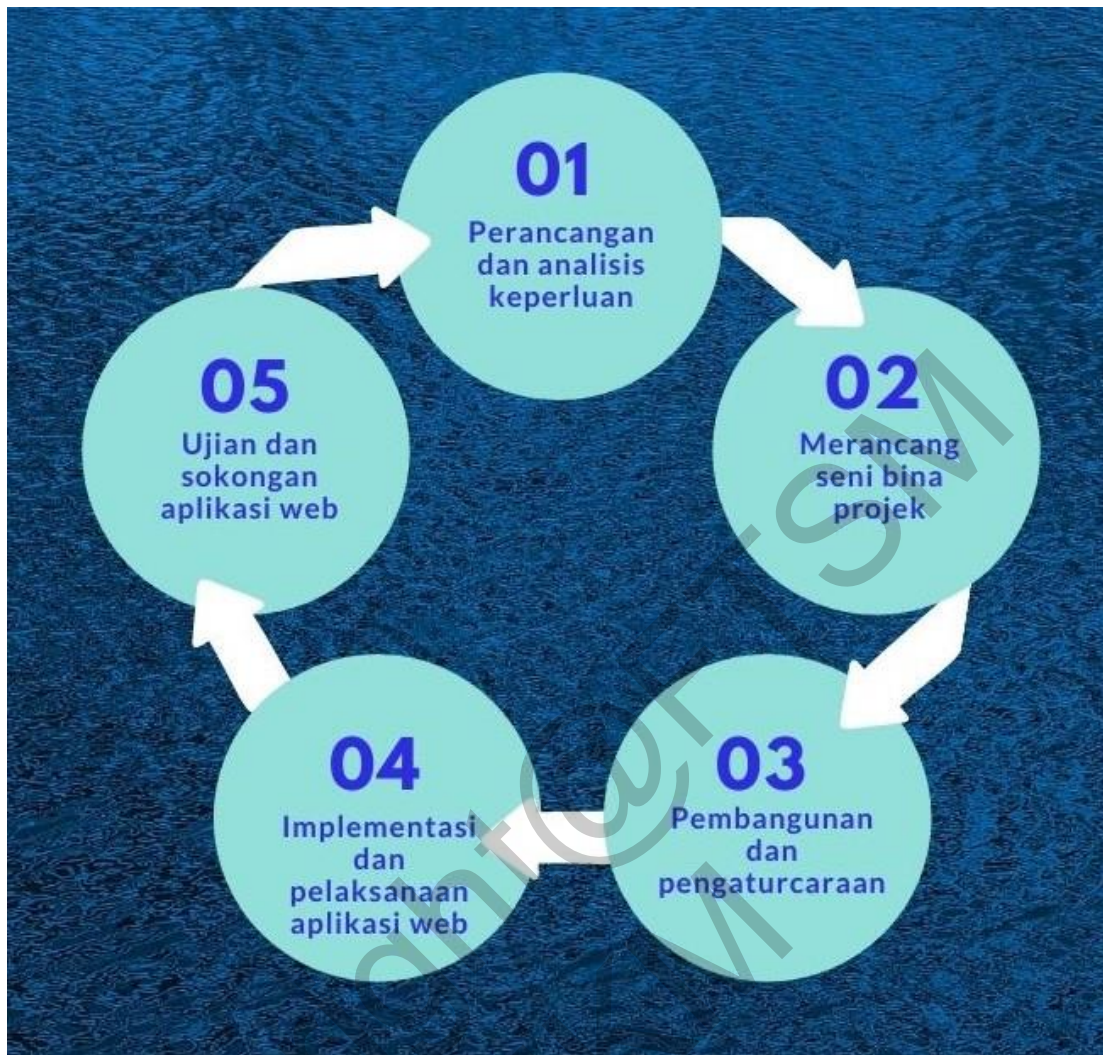 01
Perancangan
dan analisis
keperluan
02
Merancang
seni bina
projek
03
Pembangunan
dan
pengaturcaraan
04
Implementasi
dan
pelaksanaan
aplikasi web
05
Ujian dan
sokongan
aplikasi web